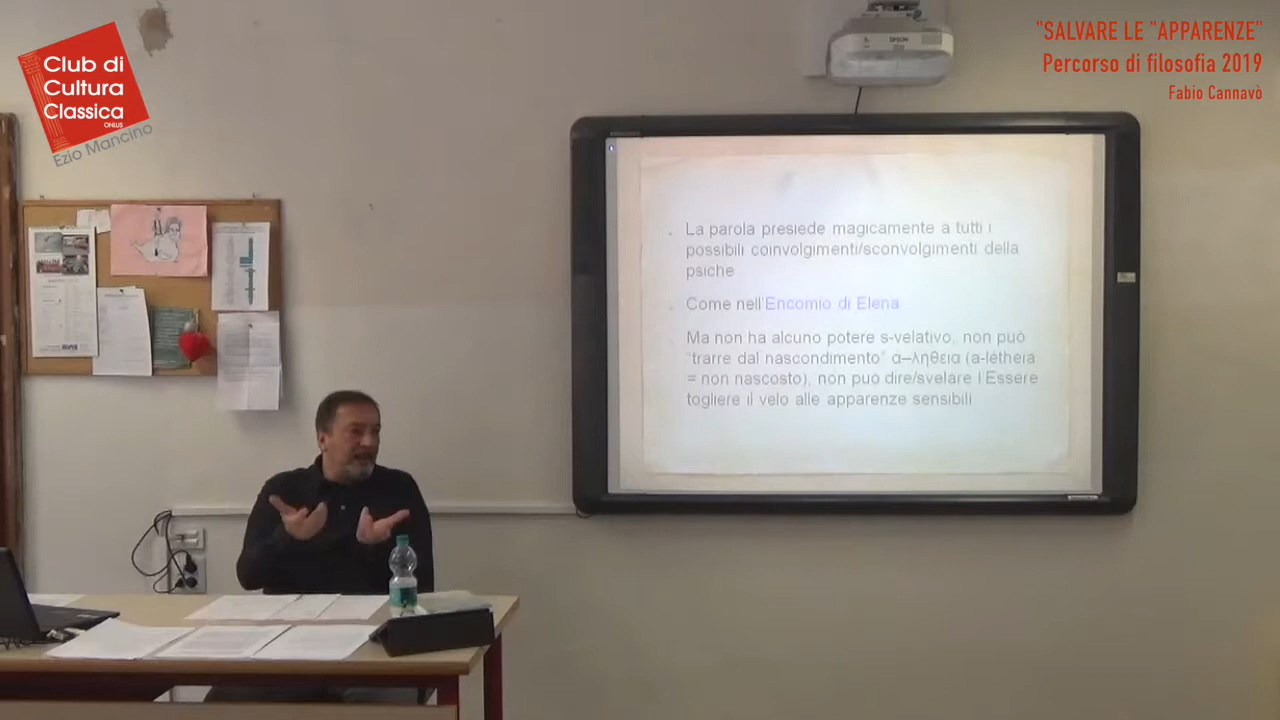 Club di
Cultura
Classica
ONLUS
Ezio Mancino
"SALVARE LE "APPARENZE"
Percorso di filosofia 2019
Fabio Cannavò
EPSON
La parola presiede magicamente a tutti i
possibili coinvolgimenti/sconvolgimenti della
psiche
Come nell'Encomio di Elena
Ma non ha alcuno potere s-velativo, non può
“trarre dal nascondimento” α–ληθεια (a-létheia
= non nascosto), non può dire/svelare l'Essere
togliere il velo alle apparenze sensibili